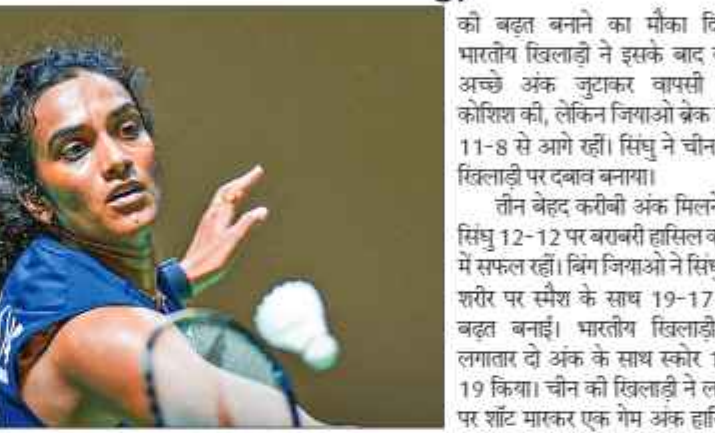 की बढ़त बनाने का मौका
भारतीय खिलाड़ी ने इसके बाद
अच्छे अंक जुटाकर वापसी
कोशिश की, लेकिन जियाओ ब्रेक
11-8 से आगे रहीं। सिंधु ने चीन
खिलाड़ी पर दबाव बनाया।
तीन बेहद करीबी अंक
सिंधु 12-12 पर बराबरी हासिल
में सफल रहीं। बिंग जियाओ ने
शरीर पर स्मैश के साथ 19-17
बढ़त बनाई। भारतीय खिलाड़ी
लगातार दो अंक के साथ स्कोर
19 किया। चीन की खिलाड़ी ने
पर शॉट मारकर एक गेम अंक